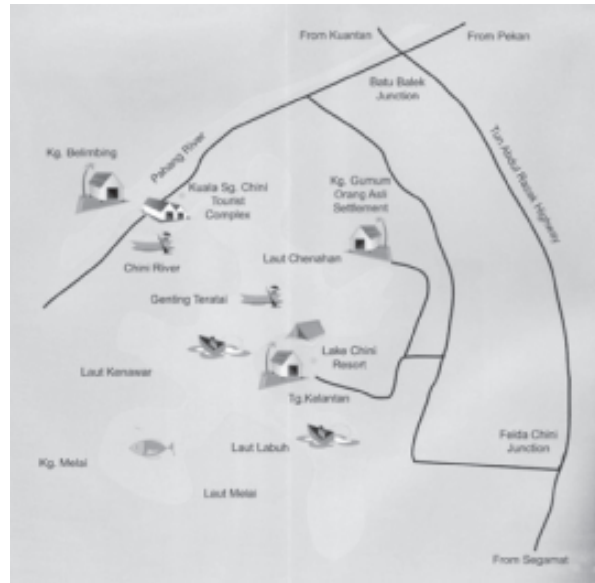 From Kuantan
From Pekan
Batu Balek
Junction
Pahang River
Tun Abdul Razak Highway
Kg. Belimbing
Kuala Sg. Chini
Tourist
Complex
Kg. Gumum
Orang Asli
Settlement
Chini River
Laut Chenahan
Genting Teratai
Lake Chini
Resort
Laut Kenawar
Tg.Kelantan
Laut Labuh
Felda Chini
Junction
Kg. Melai
Laut Melai
From Segamat